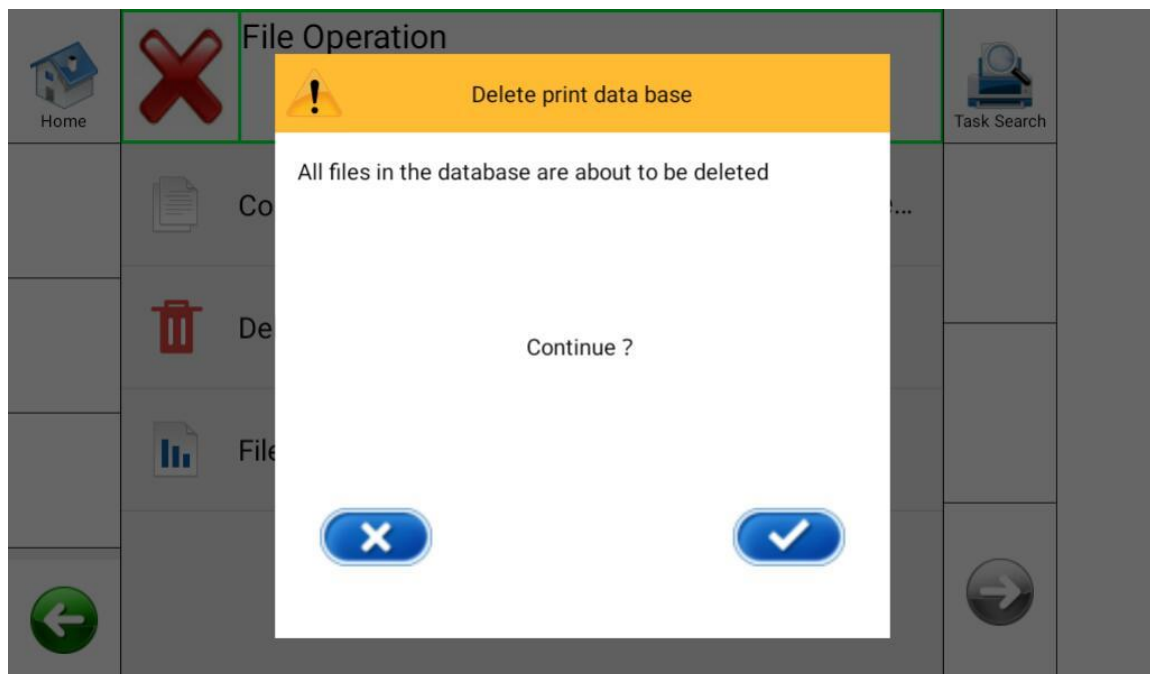 File Operation
Delete print data base
Home
Task Search
All files in the database are about to be deleted
Co
...
De
Continue ?
File